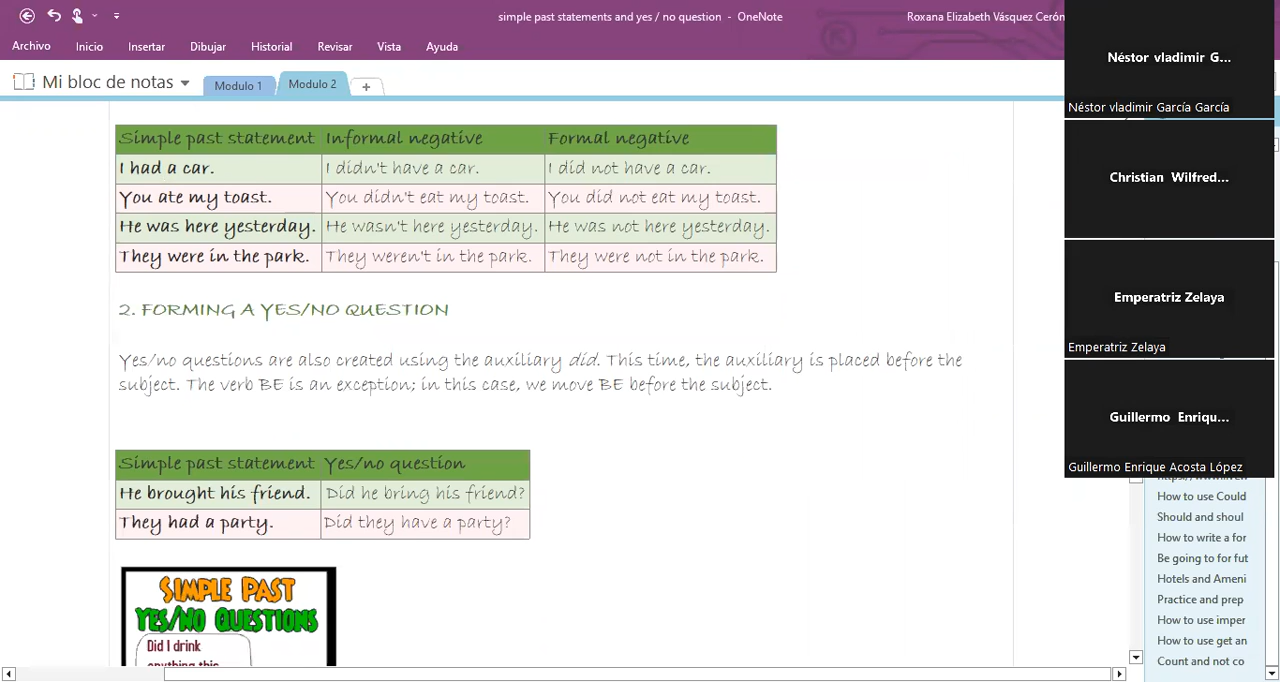 simple past statements and yes / no question - OneNote
Roxana Elizabeth Vásquez Cerón
Archivo Inicio Insertar Dibujar Historial Revisar Vista Ayuda
Mi bloc de notas Modulo 1 Modulo 2 +
Simple past statement Informal negative Formal negative
I had a car. I didn't have a car. I did not have a car.
You ate my toast. You didn't eat my toast. You did not eat my toast.
He was here yesterday. He wasn't here yesterday. He was not here yesterday.
They were in the park. They weren't in the park. They were not in the park.
2. FORMING A YES/NO QUESTION
Yes/no questions are also created using the auxiliary did. This time, the auxiliary is placed before the
subject. The verb BE is an exception; in this case, we move BE before the subject.
Simple past statement Yes/no question
He brought his friend. Did he bring his friend?
They had a party. Did they have a party?
SIMPLE PAST
YES/NO QUESTIONS
Did I drink
anything this
Néstor vladimir G...
Néstor vladimir García García
Christian Wilfred...
Emperatriz Zelaya
Emperatriz Zelaya
Guillermo Enriqu...
Guillermo Enrique Acosta López
How to use Could
Should and shoul
How to write a for
Be going to for fut
Hotels and Ameni
Practice and prep
How to use imper
How to use get an
Count and not co